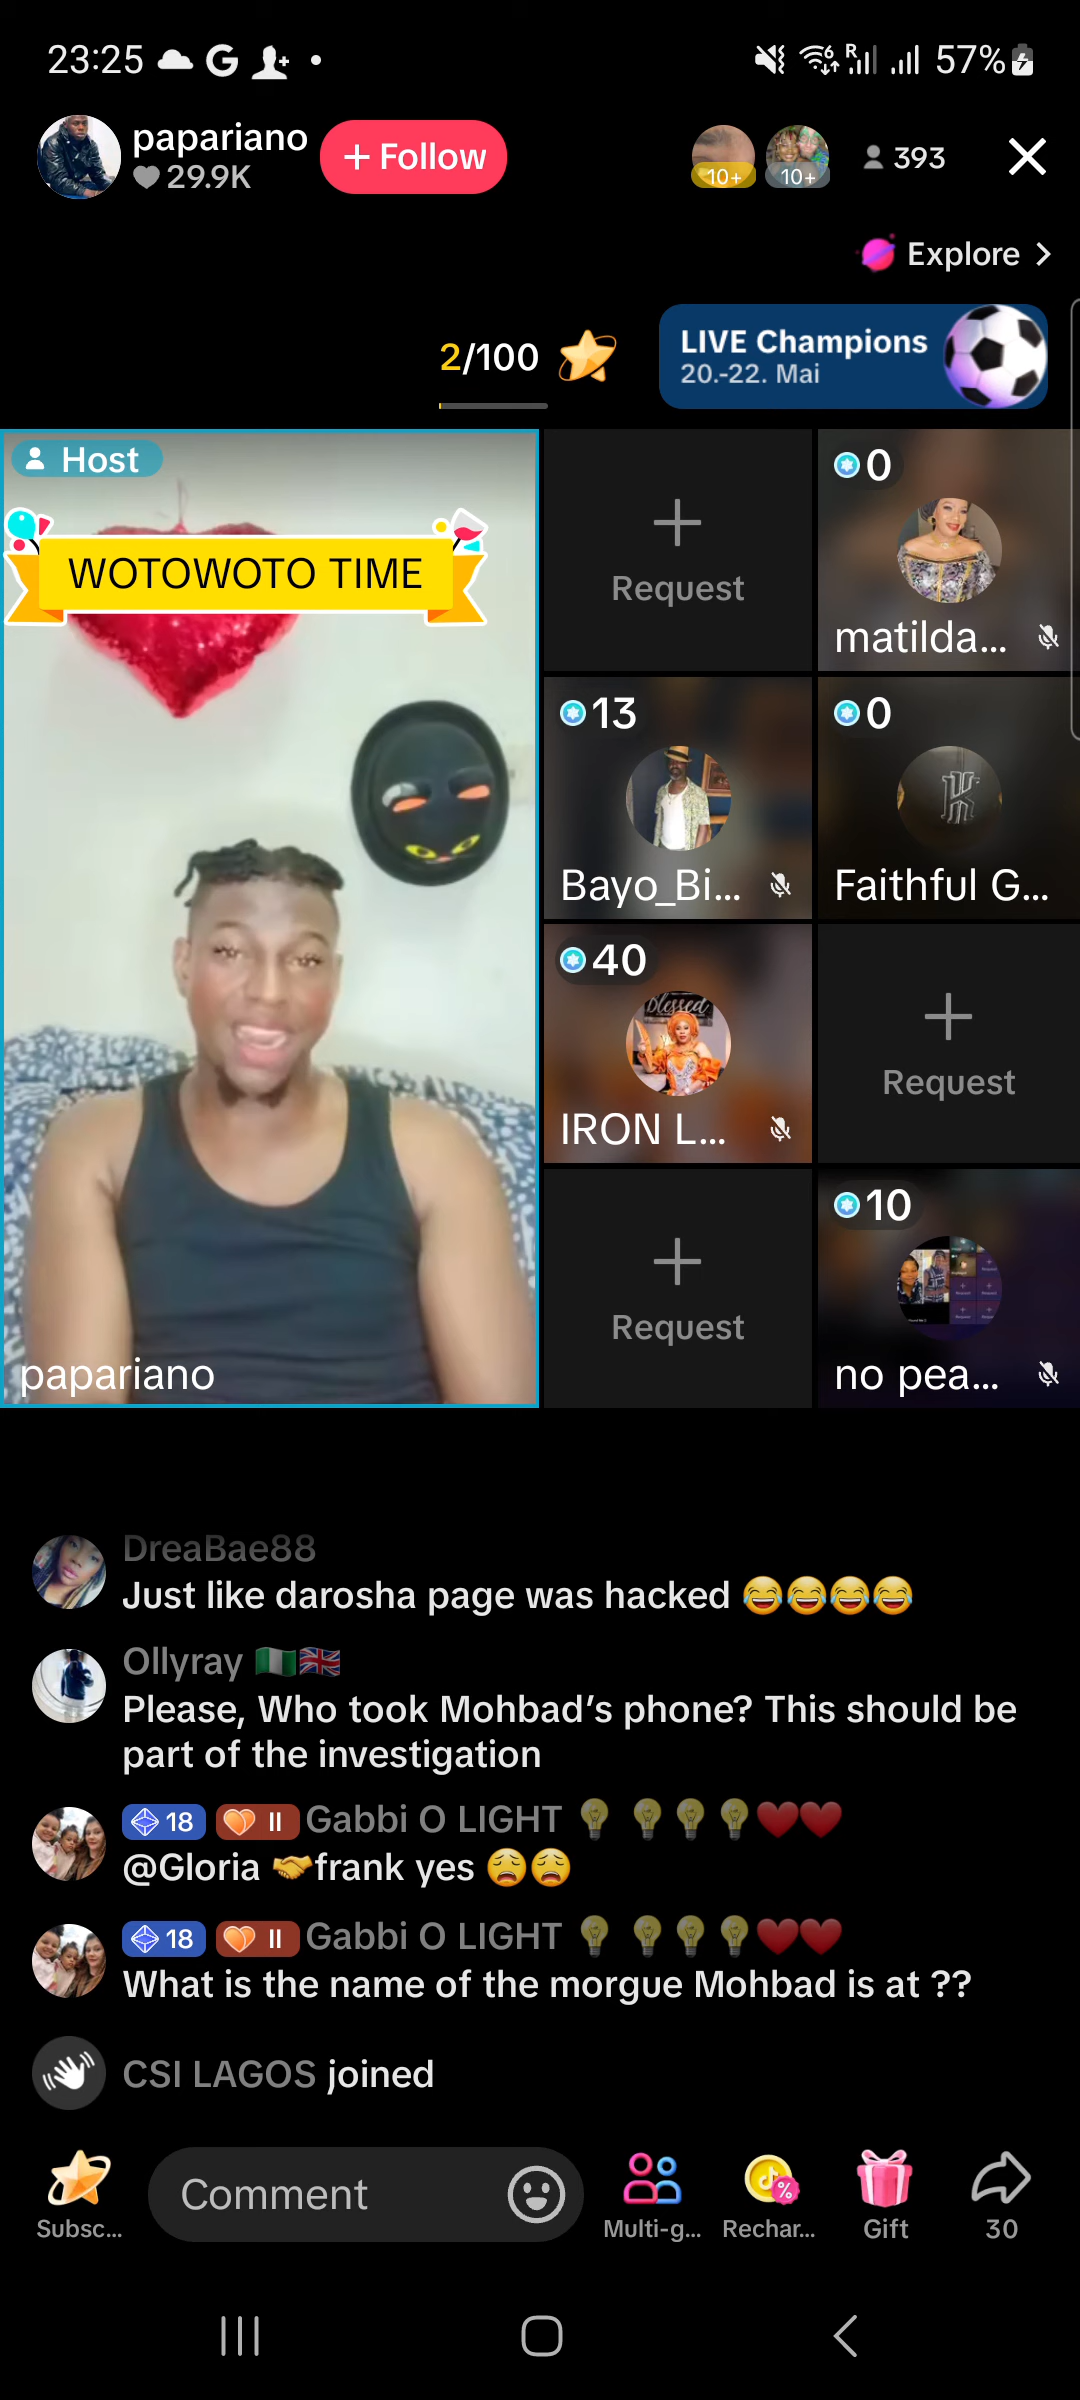 23:25
R
57%
papariano
29.9K
+ Follow
10+
10+
393
Explore
2/100
LIVE Champions
20.-22. Mai
Host
WOTOWOTO TIME
papariano
Request
0
matilda...
13
Bayo_Bi...
0
Faithful G...
40
Blessed
IRON L...
Request
Request
10
no pea...
DreaBae88
Just like darosha page was hacked 😂😂😂😂
Ollyray 🇳🇬🇬🇧
Please, Who took Mohbad’s phone? This should be
part of the investigation
18 II Gabbi O LIGHT 💡 💡💡💡❤️❤️
@Gloria 🤝frank yes 😩😩
18 II Gabbi O LIGHT 💡 💡💡💡❤️❤️
What is the name of the morgue Mohbad is at ??
CSI LAGOS joined
Comment
Subsc...
Multi-g...
Rechar...
Gift
30